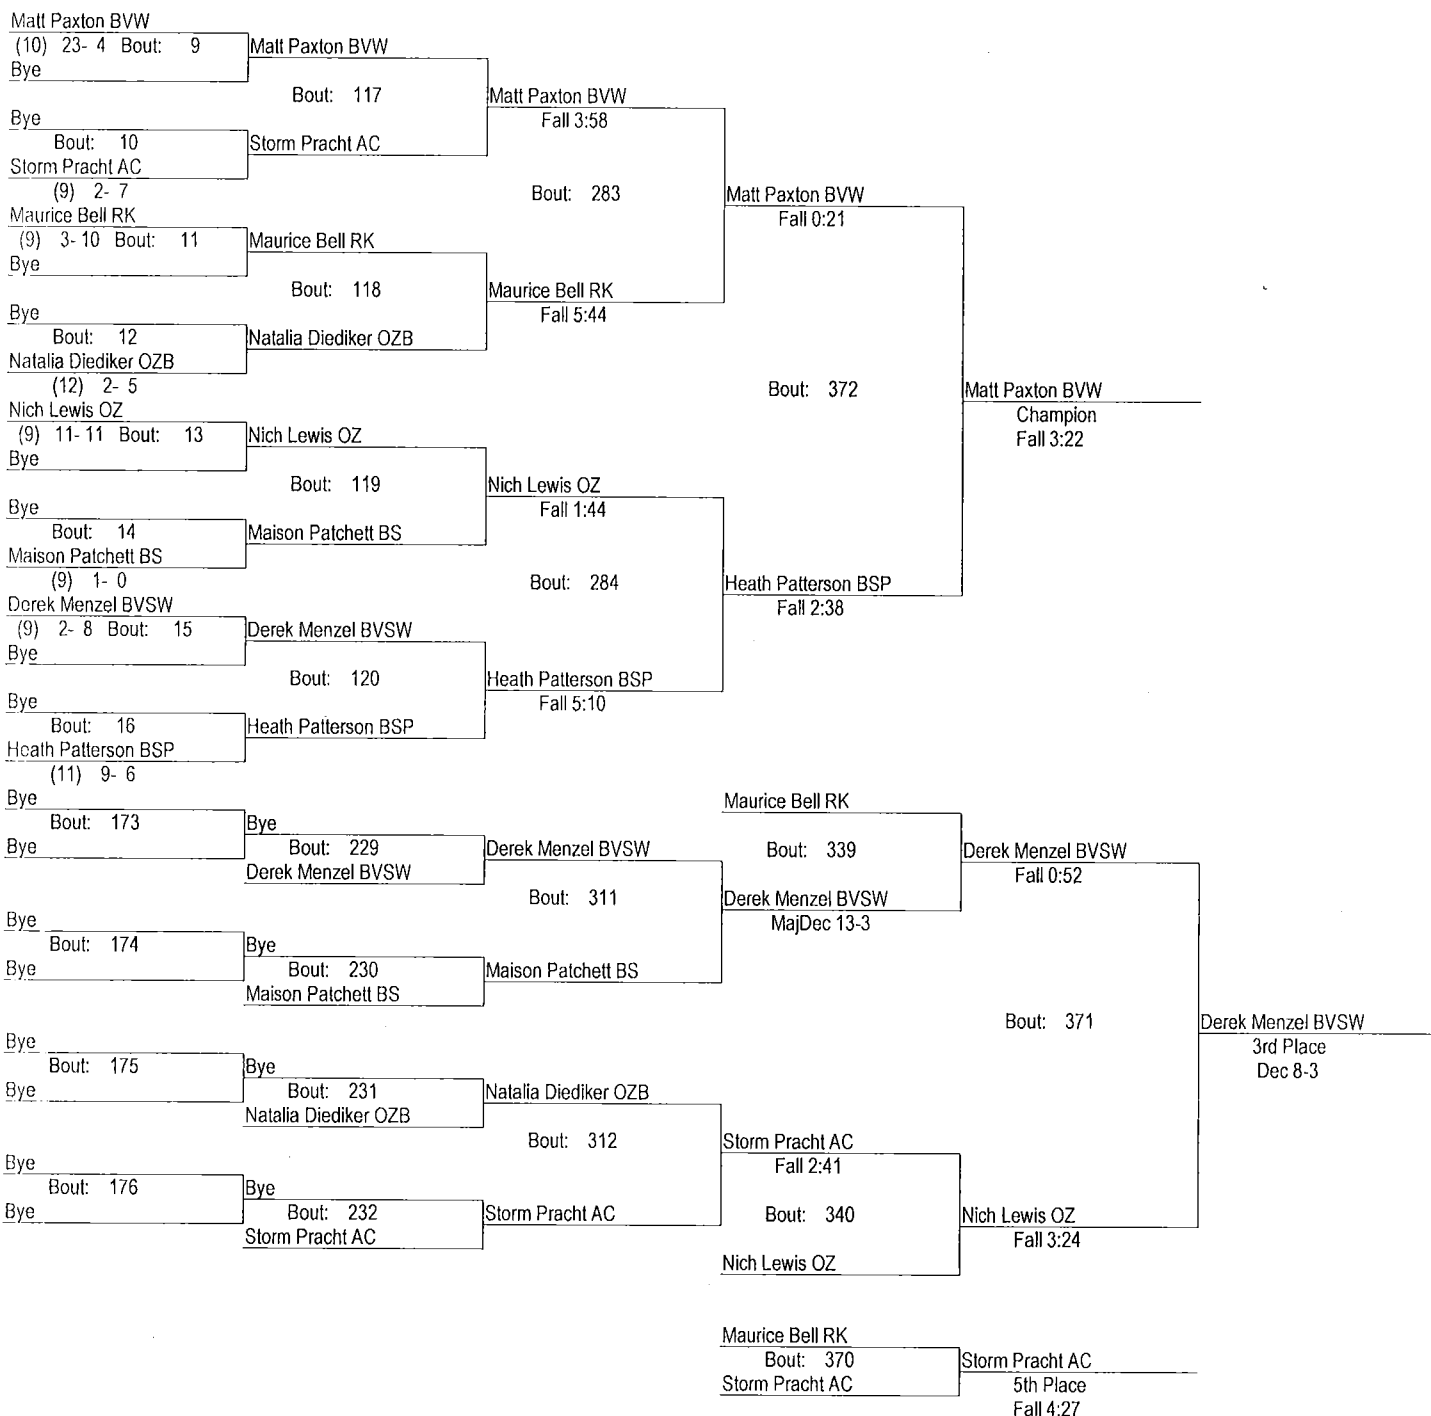 Matt Paxton BVW
(10) 23- 4 Bout: 9
Bye
Matt Paxton BVW
Bout: 117
Bye
Bout: 10
Storm Pracht AC
(9) 2- 7
Storm Pracht AC
Matt Paxton BVW
Fall 3:58
Bout: 283
Maurice Bell RK
(9) 3- 10 Bout: 11
Bye
Maurice Bell RK
Bout: 118
Bye
Bout: 12
Natalia Diediker OZB
(12) 2- 5
Natalia Diediker OZB
Maurice Bell RK
Fall 5:44
Matt Paxton BVW
Fall 0:21
Bout: 372
Nich Lewis OZ
(9) 11- 11 Bout: 13
Bye
Nich Lewis OZ
Bout: 119
Bye
Bout: 14
Maison Patchett BS
(9) 1- 0
Maison Patchett BS
Nich Lewis OZ
Fall 1:44
Bout: 284
Derek Menzel BVSW
(9) 2- 8 Bout: 15
Bye
Derek Menzel BVSW
Bout: 120
Bye
Bout: 16
Heath Patterson BSP
(11) 9- 6
Heath Patterson BSP
Heath Patterson BSP
Fall 5:10
Heath Patterson BSP
Fall 2:38
Matt Paxton BVW
Champion
Fall 3:22
Bye
Bout: 173
Bye
Bye
Bout: 229
Derek Menzel BVSW
Derek Menzel BVSW
Bout: 311
Bye
Bout: 174
Bye
Bye
Bout: 230
Maison Patchett BS
Maison Patchett BS
Maurice Bell RK
Bout: 339
Derek Menzel BVSW
MajDec 13-3
Derek Menzel BVSW
Fall 0:52
Bout: 371
Bye
Bout: 175
Bye
Bye
Bout: 231
Natalia Diediker OZB
Natalia Diediker OZB
Bout: 312
Bye
Bout: 176
Bye
Bye
Bout: 232
Storm Pracht AC
Storm Pracht AC
Storm Pracht AC
Fall 2:41
Bout: 340
Nich Lewis OZ
Nich Lewis OZ
Fall 3:24
Derek Menzel BVSW
3rd Place
Dec 8-3
Maurice Bell RK
Bout: 370
Storm Pracht AC
Storm Pracht AC
5th Place
Fall 4:27